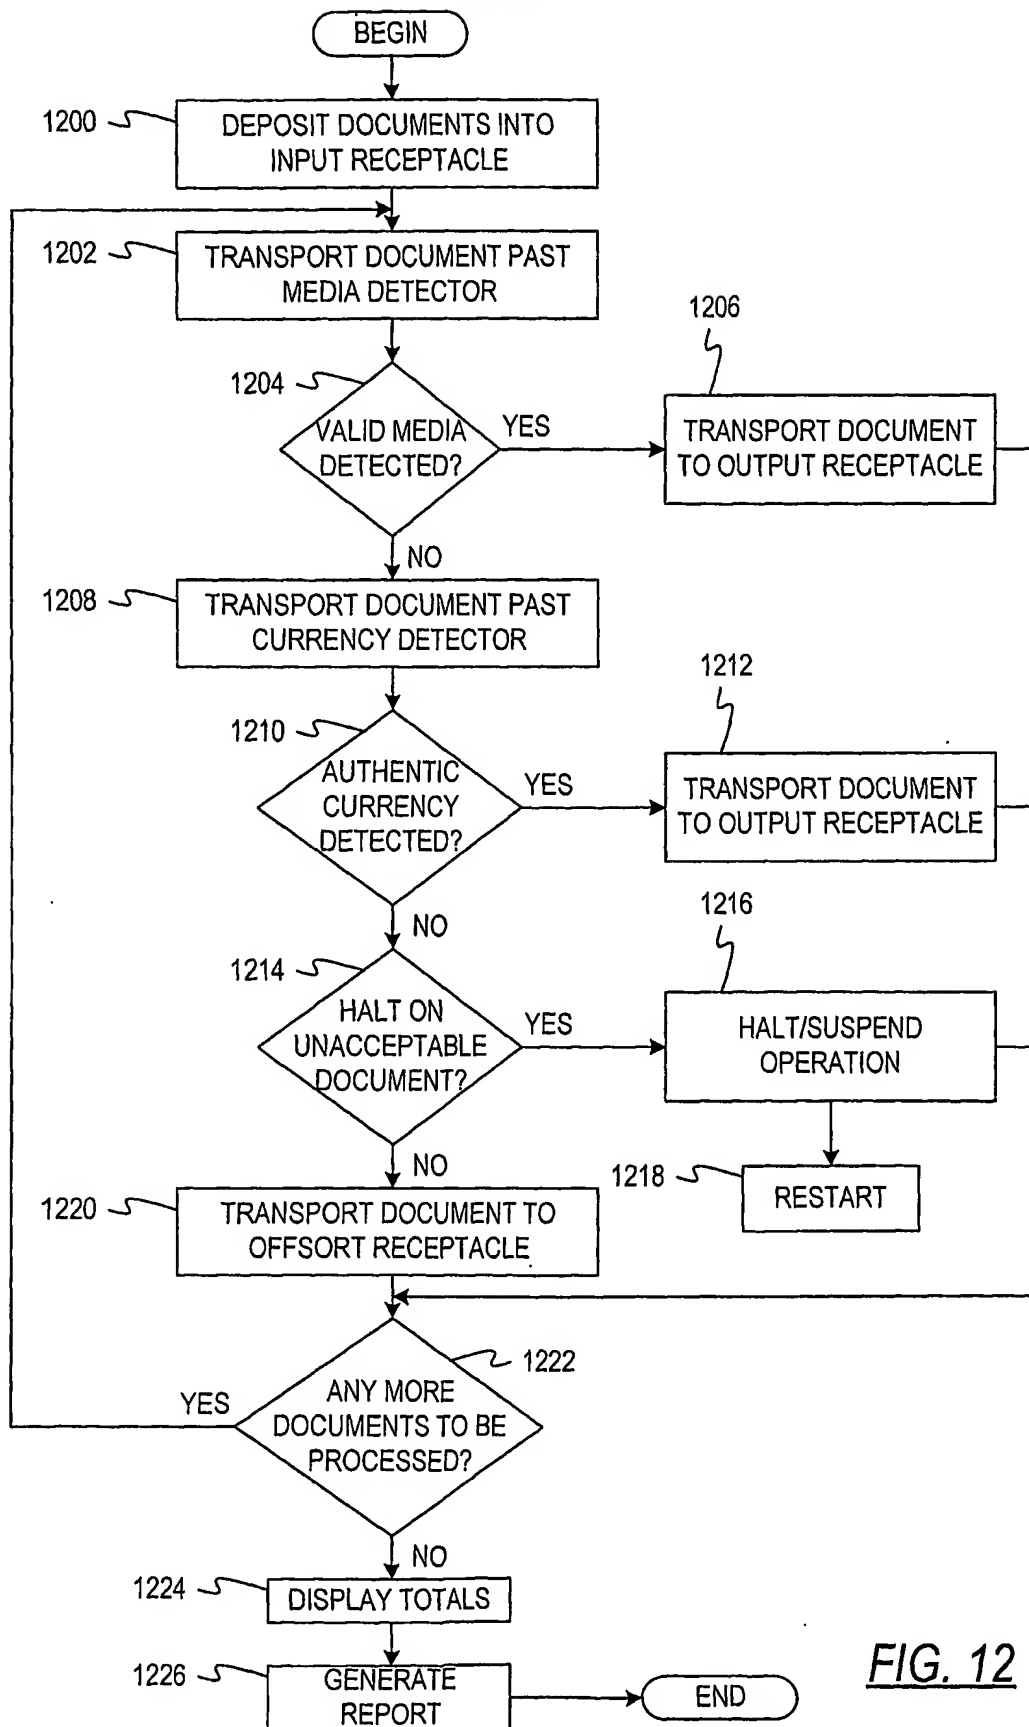 BEGIN
1200
DEPOSIT DOCUMENTS INTO
INPUT RECEPTACLE
1202
TRANSPORT DOCUMENT PAST
MEDIA DETECTOR
1204
VALID MEDIA
DETECTED?
YES
1206
TRANSPORT DOCUMENT
TO OUTPUT RECEPTACLE
NO
1208
TRANSPORT DOCUMENT PAST
CURRENCY DETECTOR
1210
AUTHENTIC
CURRENCY
DETECTED?
YES
1212
TRANSPORT DOCUMENT
TO OUTPUT RECEPTACLE
NO
1214
HALT ON
UNACCEPTABLE
DOCUMENT?
YES
1216
HALT/SUSPEND
OPERATION
1218
RESTART
NO
1220
TRANSPORT DOCUMENT TO
OFFSORT RECEPTACLE
1222
ANY MORE
DOCUMENTS TO BE
PROCESSED?
YES
NO
1224
DISPLAY TOTALS
1226
GENERATE
REPORT
END
FIG. 12